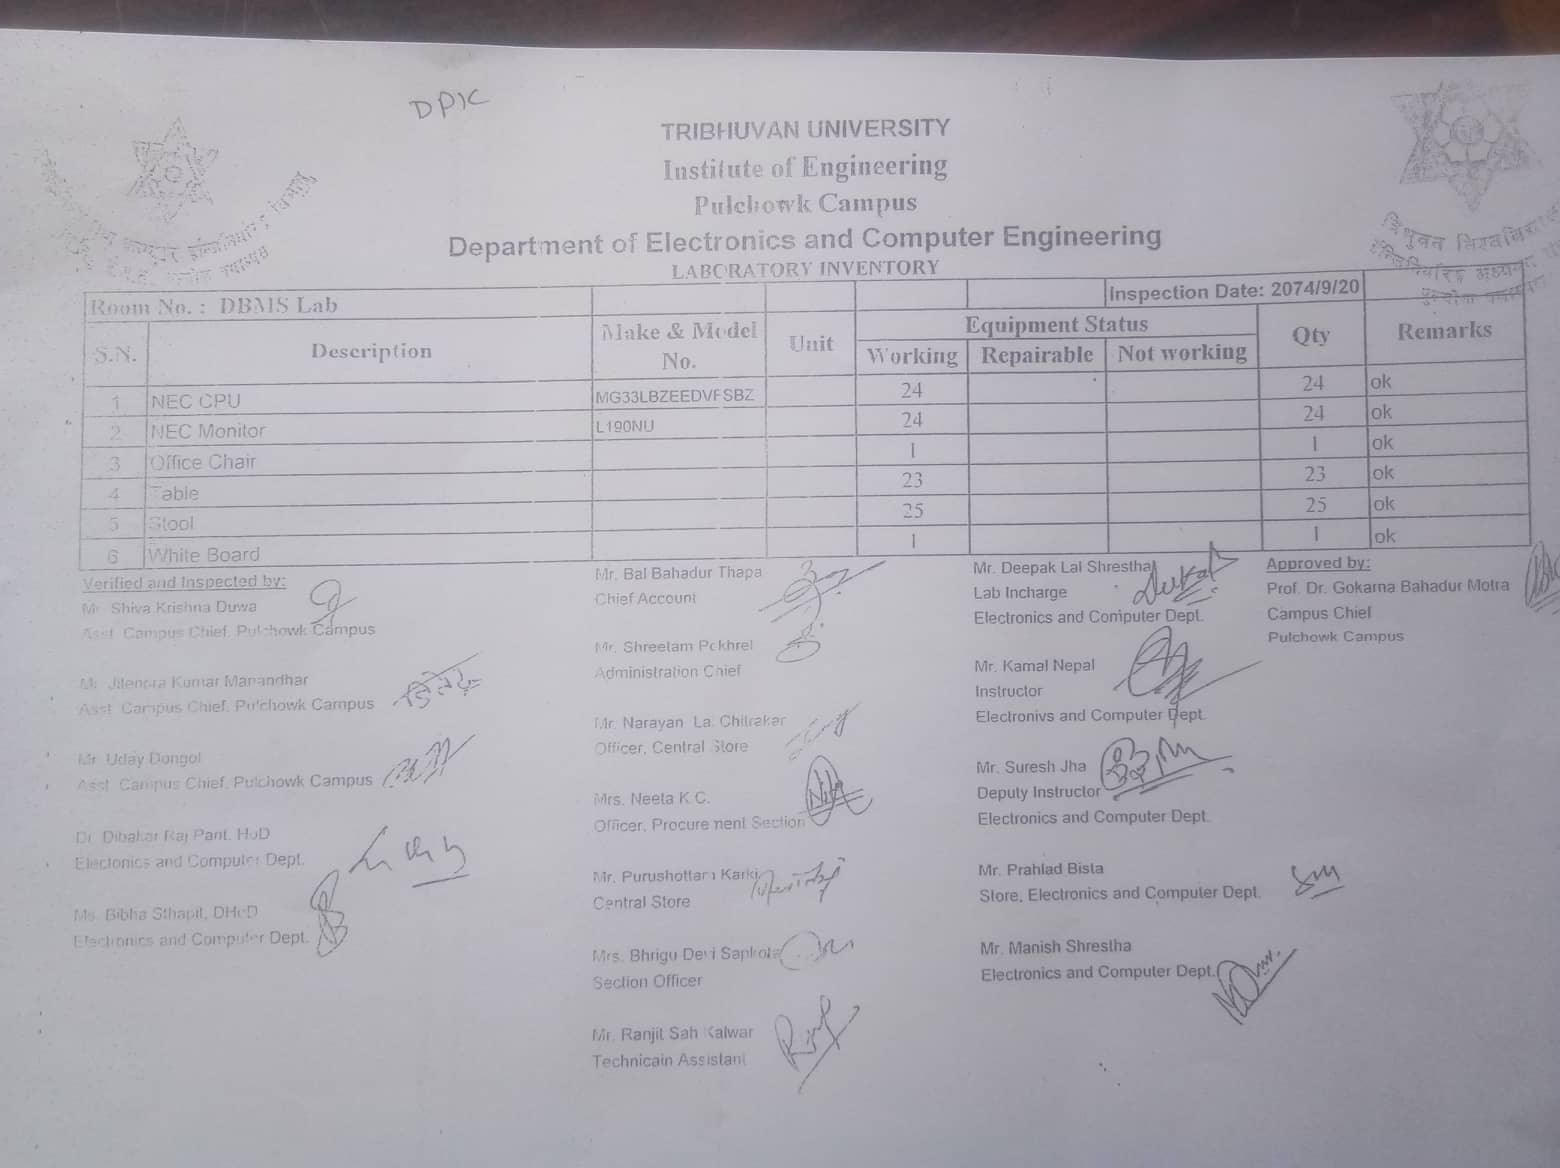 DPIC
TRIBHUVAN UNIVERSITY
Institute of Engineering
Pulchowk Campus
Department of Electronics and Computer Engineering
LABORATORY INVENTORY
Room No. : DBMS Lab Inspection Date: 2074/9/20
S.N. Description Make & Model No. Unit Equipment Status Qty Remarks
Working Repairable Not working
1 NEC CPU MG33LBZEEDVFSBZ 24 24 ok
2 NEC Monitor L190NU 24 24 ok
3 Office Chair 1 1 ok
4 Table 23 23 ok
5 Stool 25 25 ok
6 White Board 1 1 ok
Verified and Inspected by:
Mr. Shiva Krishna Duwa
Asst. Campus Chief, Pulchowk Campus
Mr. Jitendra Kumar Manandhar
Asst. Campus Chief, Pulchowk Campus
Mr. Uday Dongol
Asst. Campus Chief, Pulchowk Campus
Dr. Dibakar Raj Pant, HoD
Electonics and Computer Dept.
Ms. Bibha Sthapit, DHoD
Electronics and Computer Dept.
Mr. Bal Bahadur Thapa
Chief Account
Mr. Shreeram Pokhrel
Administration Chief
Mr. Narayan Lal Chitrakar
Officer, Central Store
Mrs. Neeta K.C.
Officer, Procurement Section
Mr. Purushottam Karki
Central Store
Mrs. Bhrigu Devi Sapkota
Section Officer
Mr. Ranjit Sah Kalwar
Technicain Assistant
Mr. Deepak Lal Shrestha
Lab Incharge
Electronics and Computer Dept.
Mr. Kamal Nepal
Instructor
Electronivs and Computer Dept.
Mr. Suresh Jha
Deputy Instructor
Electronics and Computer Dept.
Mr. Prahlad Bista
Store, Electronics and Computer Dept.
Mr. Manish Shrestha
Electronics and Computer Dept.
Approved by:
Prof. Dr. Gokarna Bahadur Motra
Campus Chief
Pulchowk Campus